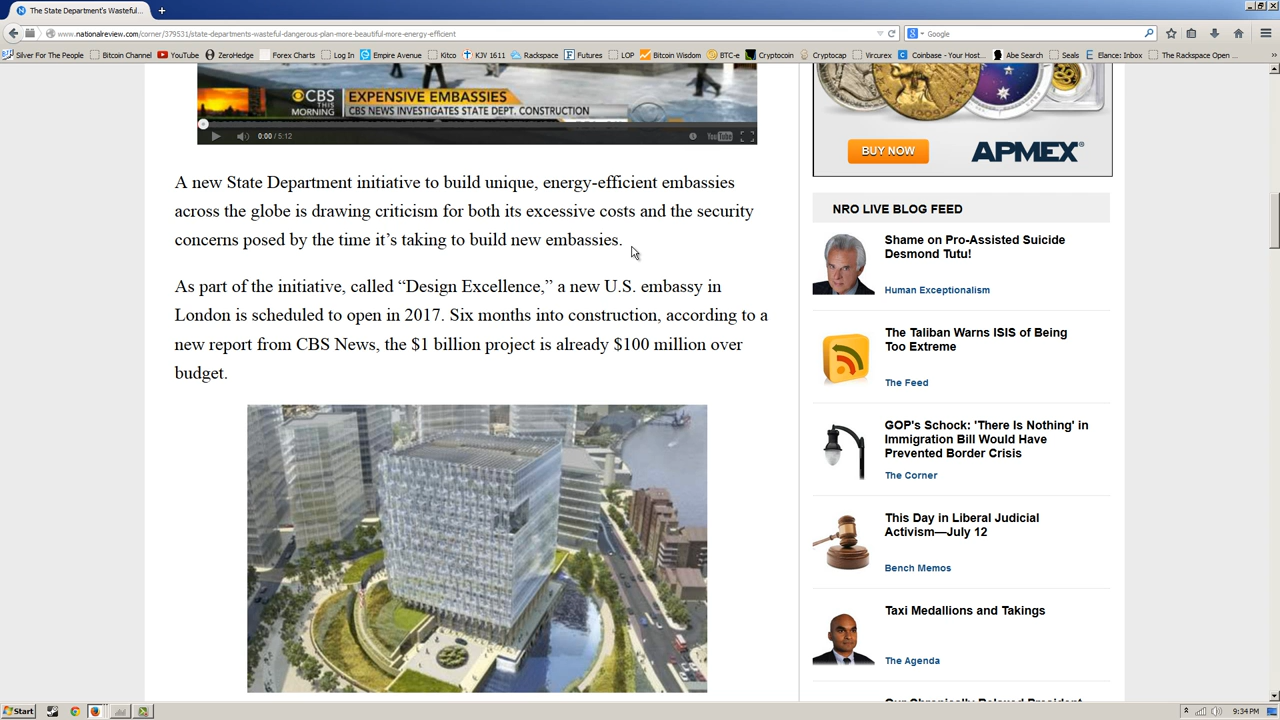 The State Department's Wasteful...
www.nationalreview.com/corner/379531/state-departments-wasteful-dangerous-plan-more-beautiful-more-energy-efficient
Google
Silver For The People
Bitcoin Channel
YouTube
ZeroHedge
Forex Charts
Log In
Empire Avenue
Kitco
KJV 1611
Rackspace
Futures
LOP
Bitcoin Wisdom
BTC-e
Cryptocoin
Cryptocap
Vircurex
Coinbase - Your Host...
Abe Search
Seals
Elance: Inbox
The Rackspace Open ...
CBS
THIS
MORNING
EXPENSIVE EMBASSIES
CBS NEWS INVESTIGATES STATE DEPT. CONSTRUCTION
0:00 / 5:12
YouTube
A new State Department initiative to build unique, energy-efficient embassies
across the globe is drawing criticism for both its excessive costs and the security
concerns posed by the time it’s taking to build new embassies.
As part of the initiative, called “Design Excellence,” a new U.S. embassy in
London is scheduled to open in 2017. Six months into construction, according to a
new report from CBS News, the $1 billion project is already $100 million over
budget.
BUY NOW
APMEX®
NRO LIVE BLOG FEED
Shame on Pro-Assisted Suicide
Desmond Tutu!
Human Exceptionalism
The Taliban Warns ISIS of Being
Too Extreme
The Feed
GOP's Schock: 'There Is Nothing' in
Immigration Bill Would Have
Prevented Border Crisis
The Corner
This Day in Liberal Judicial
Activism—July 12
Bench Memos
Taxi Medallions and Takings
The Agenda
Start
9:34 PM